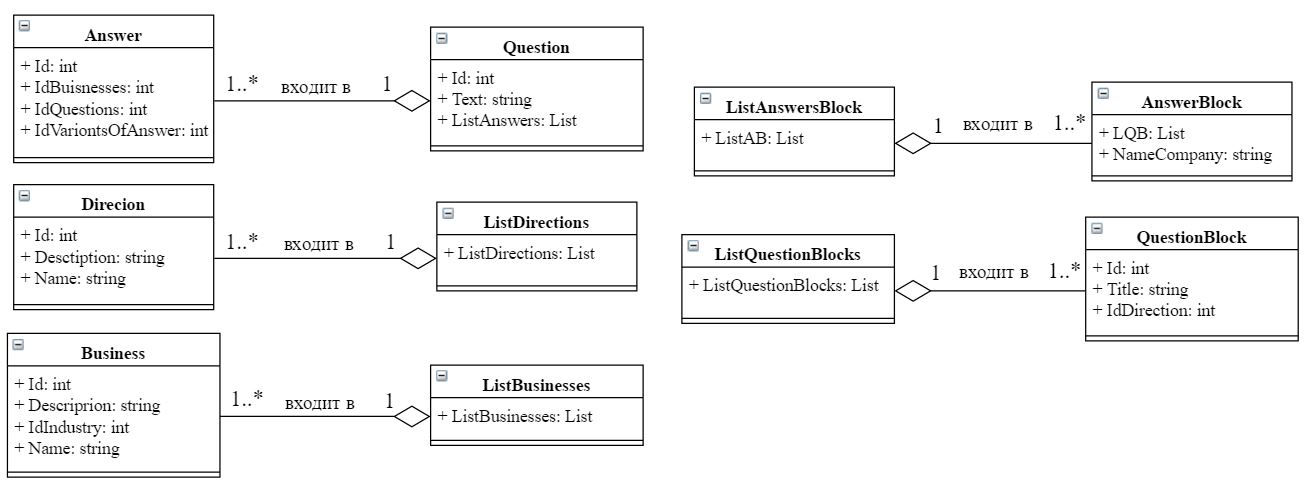 Answer
+ Id: int
+ IdBuisnesses: int
+ IdQuestions: int
+ IdVariontsOfAnswer: int
1..* входит в 1
Question
+ Id: int
+ Text: string
+ ListAnswers: List
Direcion
+ Id: int
+ Desctiption: string
+ Name: string
1..* входит в 1
ListDirections
+ ListDirections: List
Business
+ Id: int
+ Descriprion: string
+ IdIndustry: int
+ Name: string
1..* входит в 1
ListBusinesses
+ ListBusinesses: List
ListAnswersBlock
+ ListAB: List
1 входит в 1..*
AnswerBlock
+ LQB: List
+ NameCompany: string
ListQuestionBlocks
+ ListQuestionBlocks: List
1 входит в 1..*
QuestionBlock
+ Id: int
+ Title: string
+ IdDirection: int